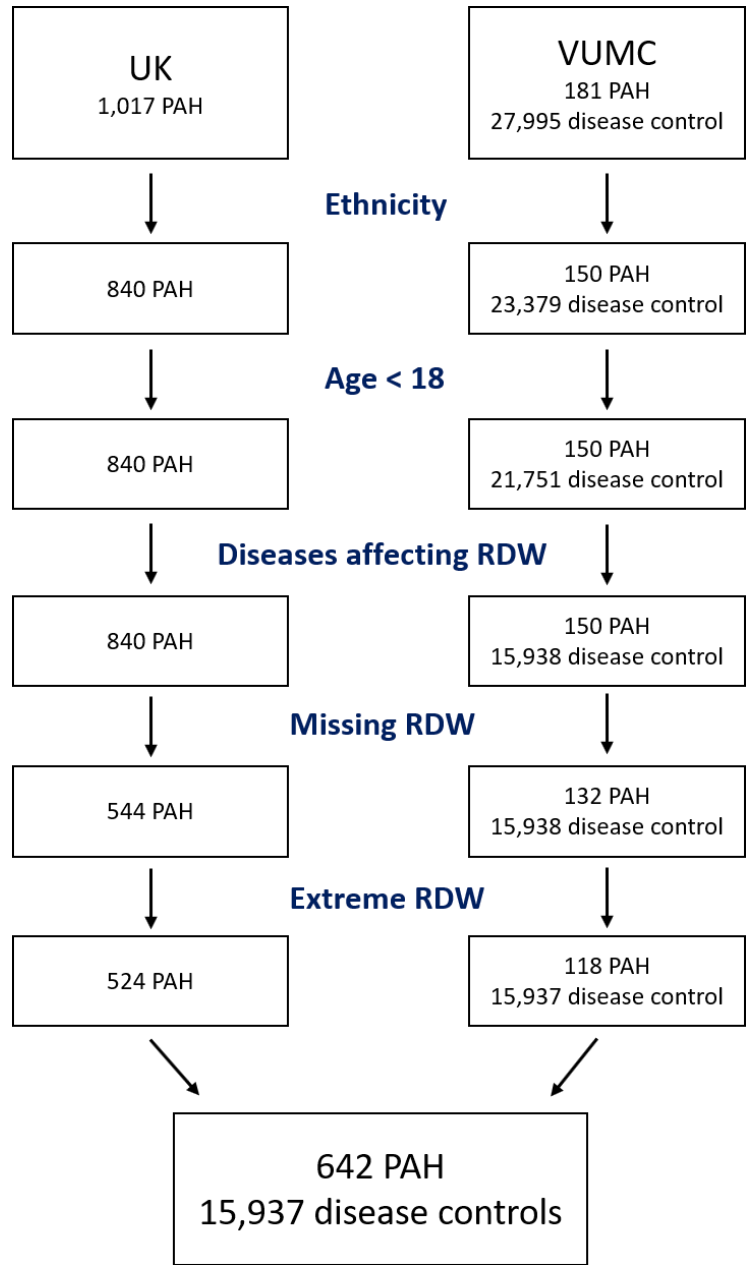 UK
1,017 PAH
VUMC
181 PAH
27,995 disease control
Ethnicity
840 PAH
150 PAH
23,379 disease control
Age < 18
840 PAH
150 PAH
21,751 disease control
Diseases affecting RDW
840 PAH
150 PAH
15,938 disease control
Missing RDW
544 PAH
132 PAH
15,938 disease control
Extreme RDW
524 PAH
118 PAH
15,937 disease control
642 PAH
15,937 disease controls